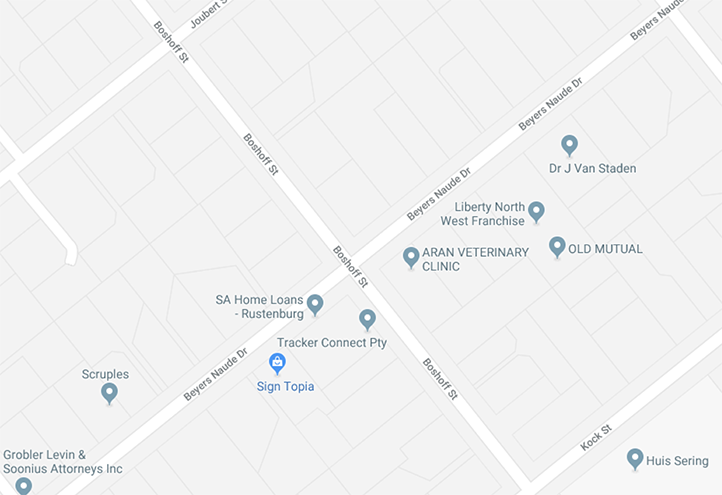 Joubert S
Boshoff St
Beyers Naude
Beyers Naude Dr
Boshoff St
Dr J Van Staden
Beyers Naude Dr
Liberty North
West Franchise
ARAN VETERINARY
CLINIC
OLD MUTUAL
Boshoff St
SA Home Loans
- Rustenburg
Tracker Connect Pty
Beyers Naude Dr
Sign Topia
Boshoff St
Scruples
Kock St
Grobler Levin &
Soonius Attorneys Inc
Huis Sering